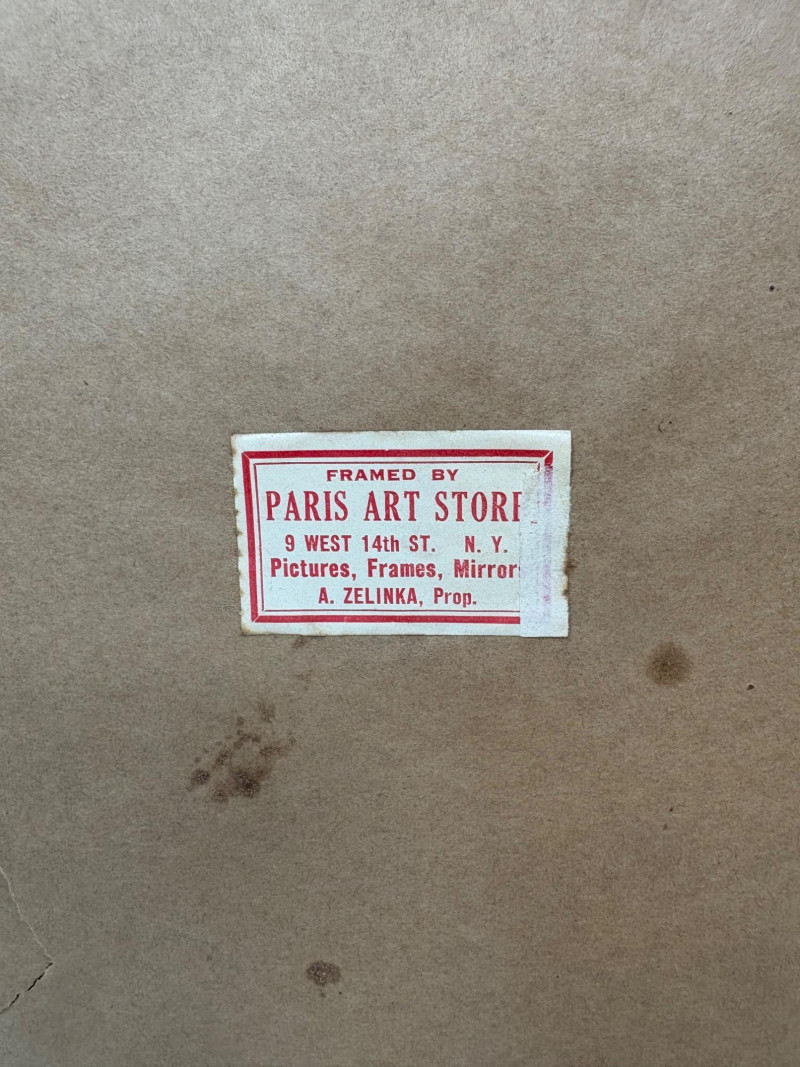 FRAMED BY
PARIS ART STORE
9 WEST 14th ST. N. Y.
Pictures, Frames, Mirrors
A. ZELINKA, Prop.